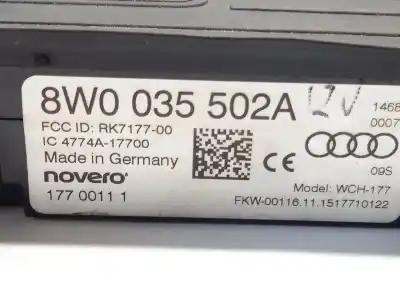 8W0 035 502A
1468
FCC ID: RK7177-00
0007
IC 4774A-17700
Made in Germany
CE
09S
novero
Model: WCH-177
177 0011 1
FKW-00116.11.1517710122